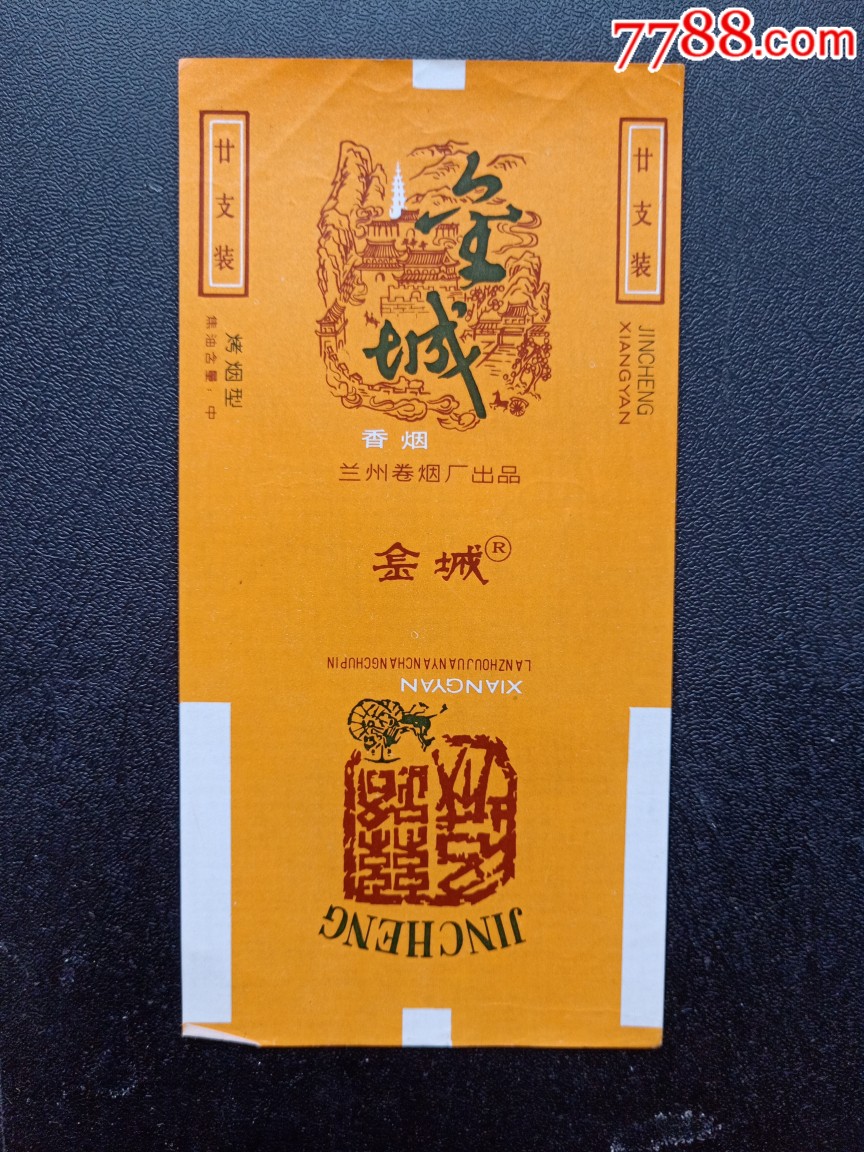 7788.com
廿支装
廿支装
金城
香烟
兰州卷烟厂出品
烤烟型
焦油含量：中
JINCHENG
XIANGYAN
金城®
LANZHOUJUANYANCHANGCHUPIN
XIANGYAN
JINCHENG